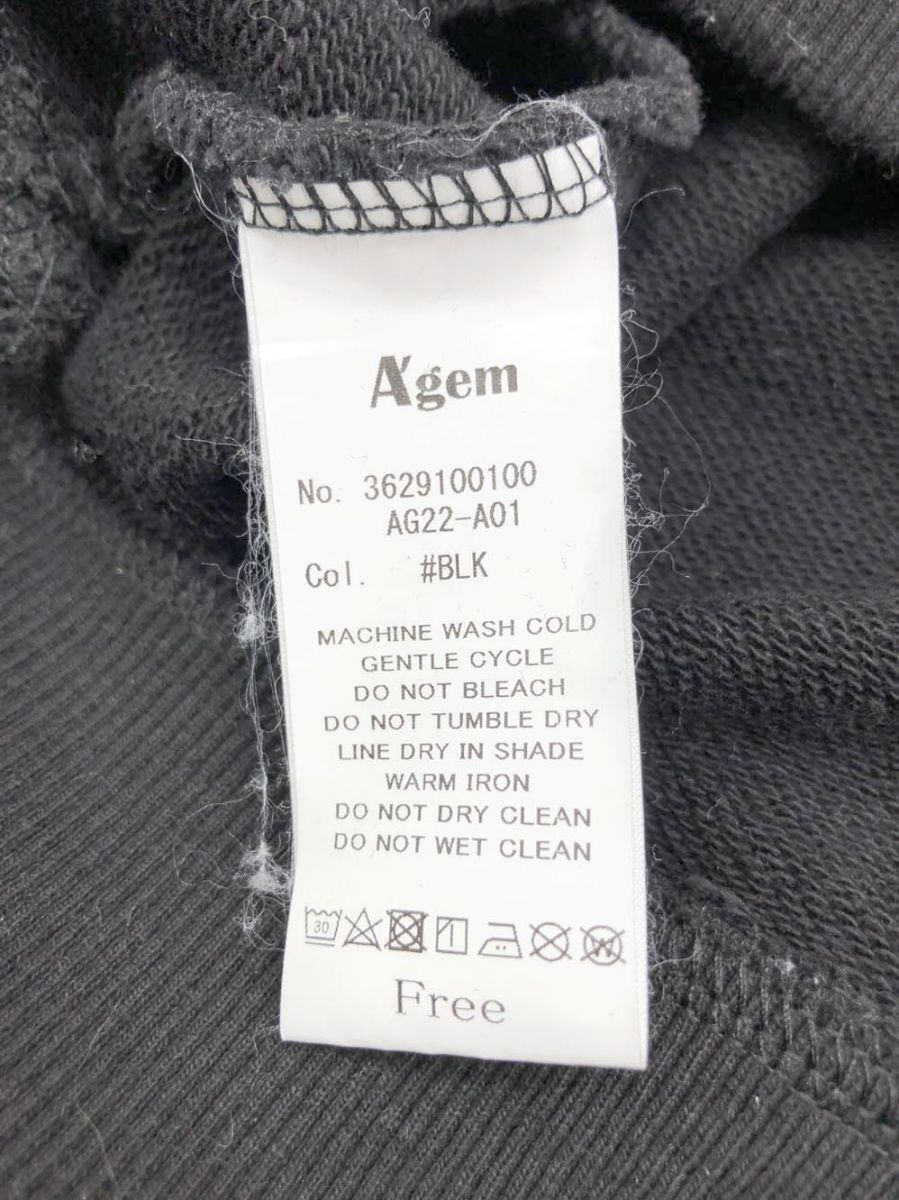 A'gem
No. 3629100100
AG22-A01
Col. #BLK
MACHINE WASH COLD
GENTLE CYCLE
DO NOT BLEACH
DO NOT TUMBLE DRY
LINE DRY IN SHADE
WARM IRON
DO NOT DRY CLEAN
DO NOT WET CLEAN
30 W
Free